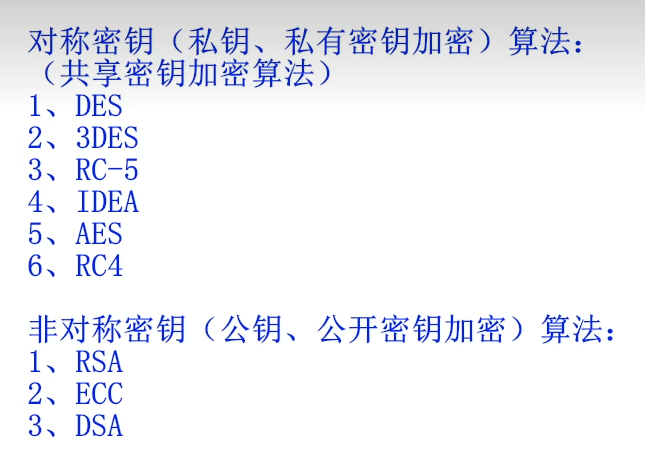 对称密钥（私钥、私有密钥加密）算法：
（共享密钥加密算法）
1、DES
2、3DES
3、RC-5
4、IDEA
5、AES
6、RC4
非对称密钥（公钥、公开密钥加密）算法：
1、RSA
2、ECC
3、DSA